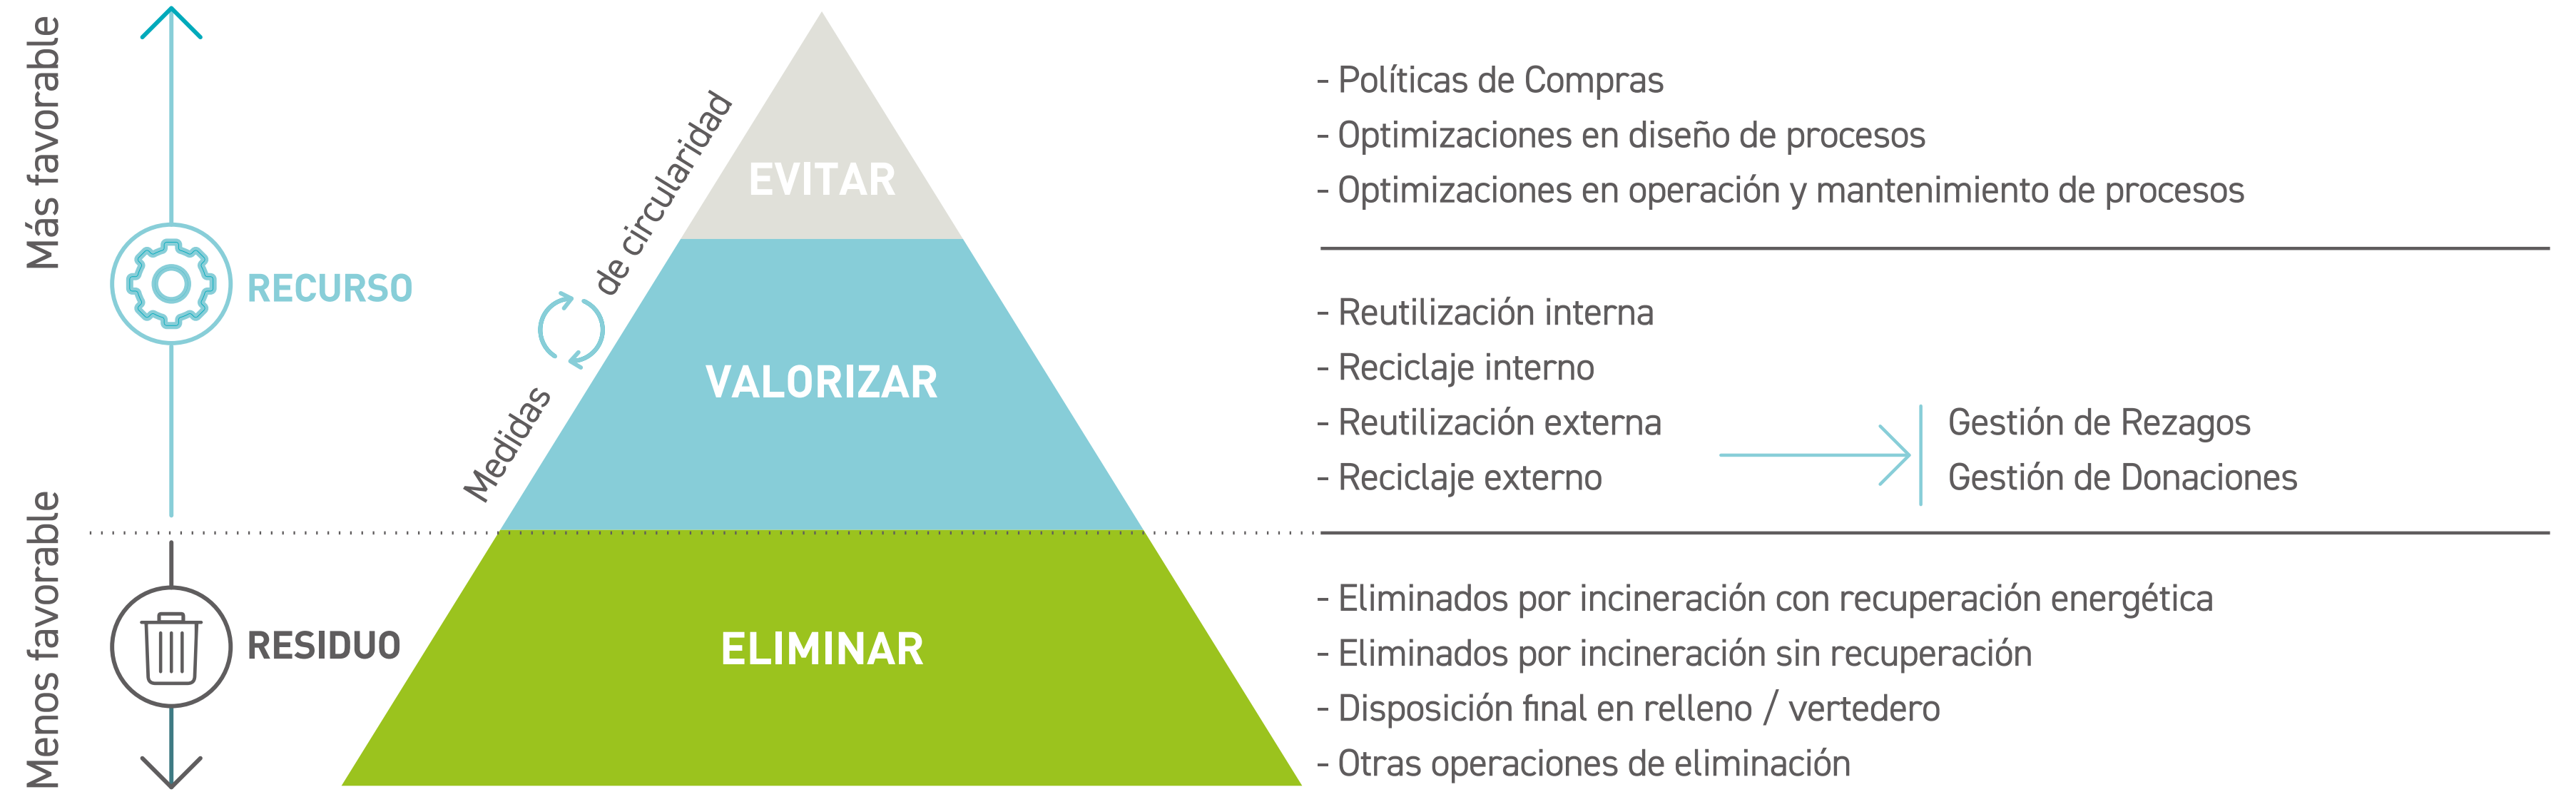 Más favorable
Menos favorable
RECURSO
RESIDUO
Medidas de circularidad
EVITAR
VALORIZAR
ELIMINAR
- Políticas de Compras
- Optimizaciones en diseño de procesos
- Optimizaciones en operación y mantenimiento de procesos
- Reutilización interna
- Reciclaje interno
- Reutilización externa
- Reciclaje externo
Gestión de Rezagos
Gestión de Donaciones
- Eliminados por incineración con recuperación energética
- Eliminados por incineración sin recuperación
- Disposición final en relleno / vertedero
- Otras operaciones de eliminación